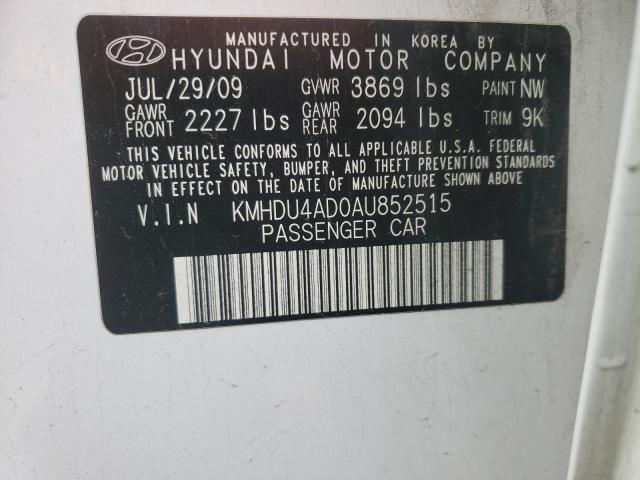 MANUFACTURED IN KOREA BY
HYUNDAI MOTOR COMPANY
JUL/29/09 GVWR 3869 lbs PAINT NW
GAWR FRONT 2227 lbs GAWR REAR 2094 lbs TRIM 9K
THIS VEHICLE CONFORMS TO ALL APPLICABLE U.S.A. FEDERAL
MOTOR VEHICLE SAFETY, BUMPER, AND THEFT PREVENTION STANDARDS
IN EFFECT ON THE DATE OF MANUFACTURE SHOWN ABOVE
V.I.N KMHDU4AD0AU852515
PASSENGER CAR